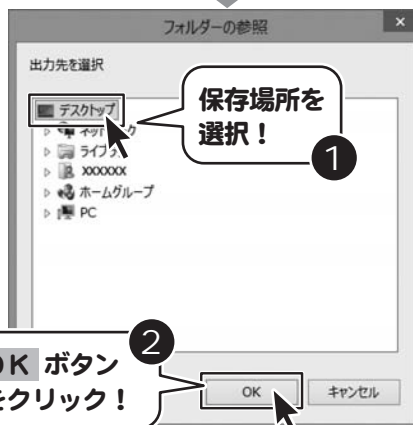 フォルダーの参照
×
出力先を選択
デスクトップ
ライブラ
XXXXXX
ホームグループ
PC
保存場所を
選択！
1
2
OK ボタン
をクリック！
OK
キャンセル